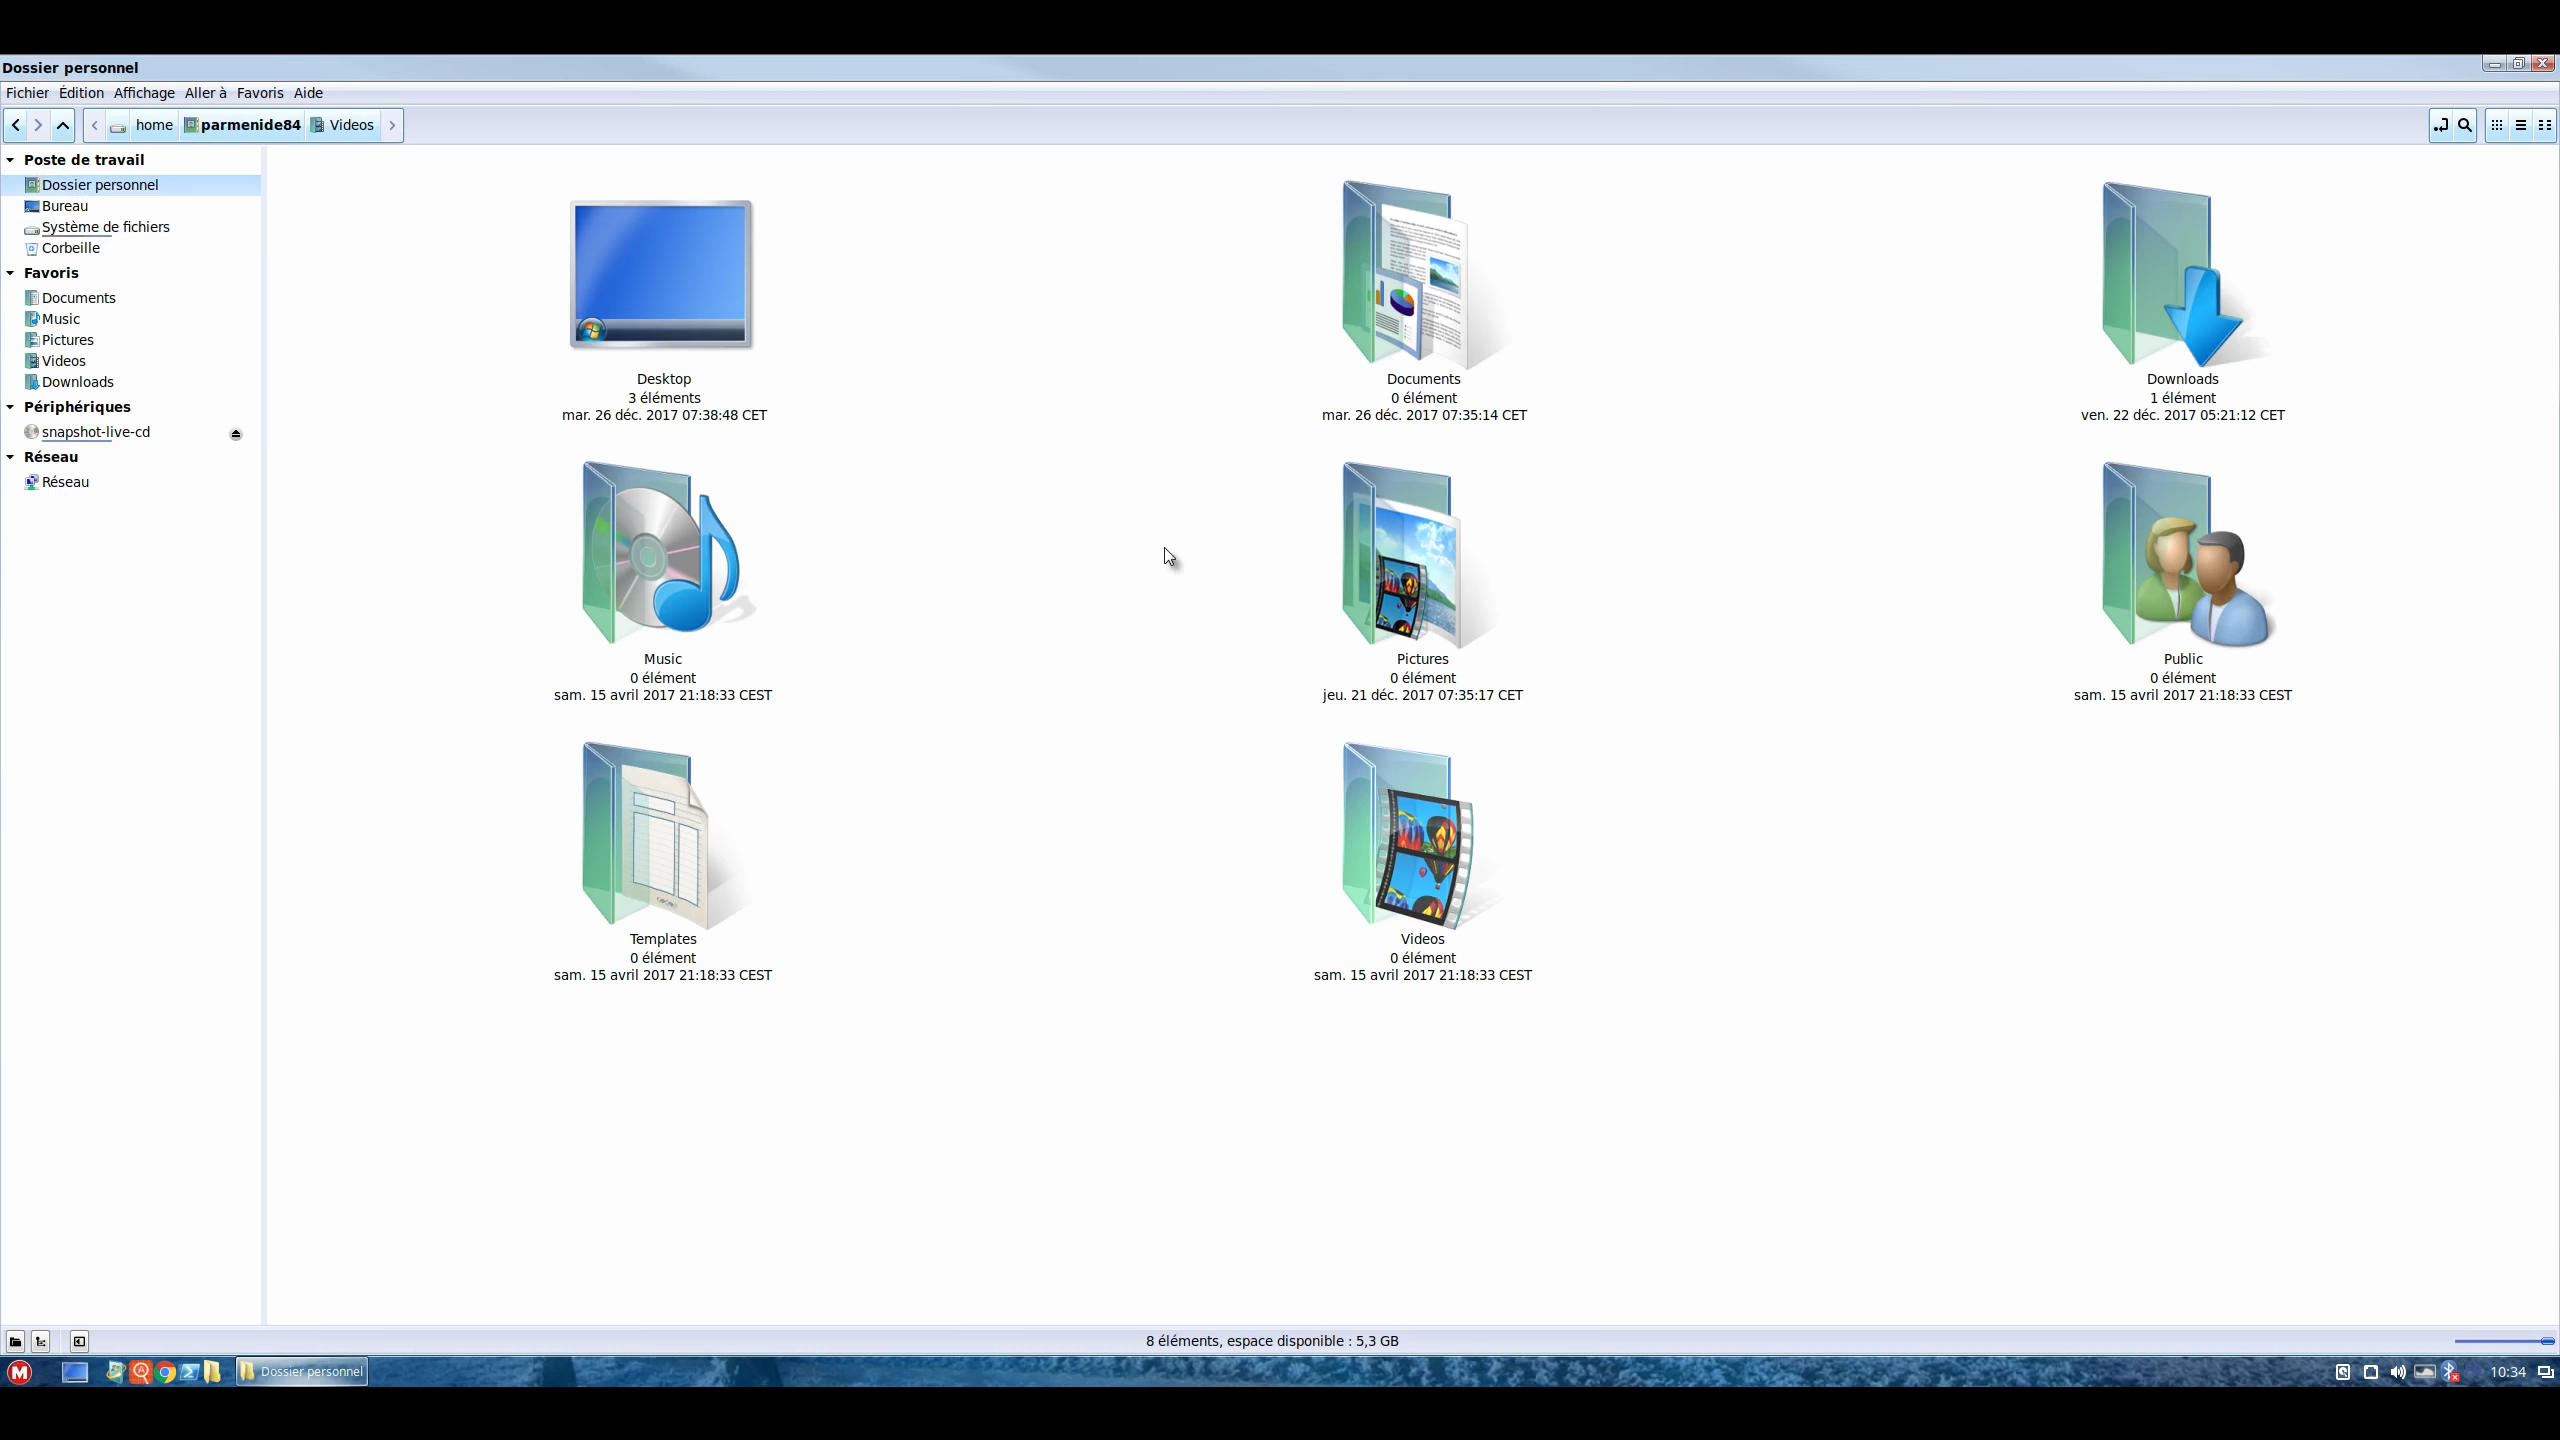 Dossier personnel
Fichier Édition Affichage Aller à Favoris Aide
home parmenide84 Videos
Poste de travail
Dossier personnel
Bureau
Système de fichiers
Corbeille
Favoris
Documents
Music
Pictures
Videos
Downloads
Périphériques
snapshot-live-cd
Réseau
Réseau
Desktop
3 éléments
mar. 26 déc. 2017 07:38:48 CET
Documents
0 élément
mar. 26 déc. 2017 07:35:14 CET
Downloads
1 élément
ven. 22 déc. 2017 05:21:12 CET
Music
0 élément
sam. 15 avril 2017 21:18:33 CEST
Pictures
0 élément
jeu. 21 déc. 2017 07:35:17 CET
Public
0 élément
sam. 15 avril 2017 21:18:33 CEST
Templates
0 élément
sam. 15 avril 2017 21:18:33 CEST
Videos
0 élément
sam. 15 avril 2017 21:18:33 CEST
8 éléments, espace disponible : 5,3 GB
M Dossier personnel 10:34